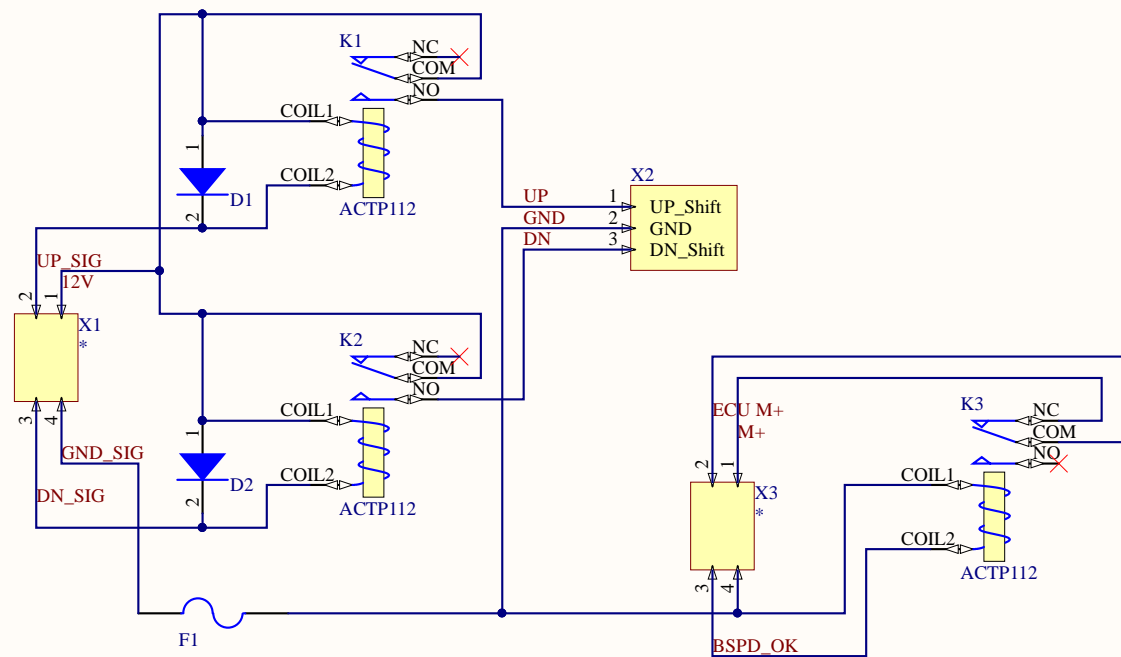 K1
NC
COM
NO
COIL1
1
COIL2
D1
2
ACTP112
X2
UP
1
UP_Shift
GND
2
GND
DN
3
DN_Shift
UP_SIG
12V
2
1
X1
*
K2
NC
COM
NO
3
4
COIL1
1
GND_SIG
COIL2
D2
DN_SIG
2
ACTP112
ECU M+
M+
K3
NC
COM
NO
2
1
COIL1
X3
*
COIL2
ACTP112
3
4
F1
BSPD_OK